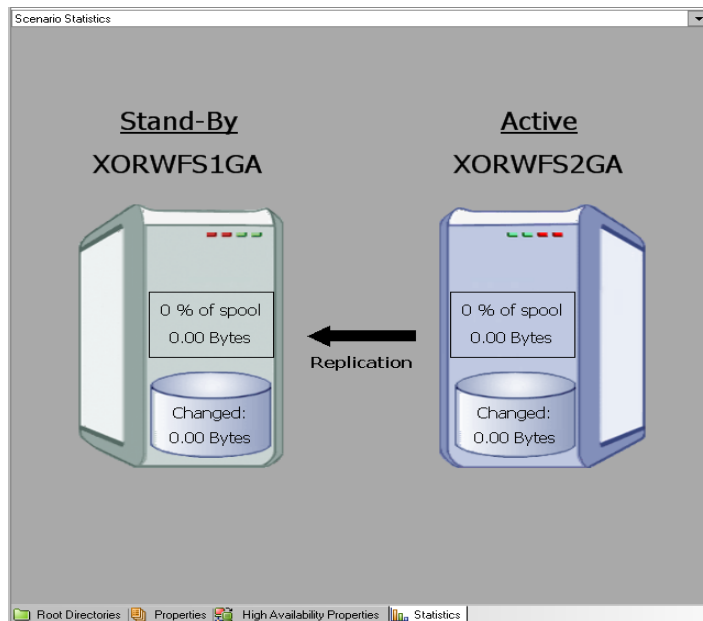 Scenario Statistics
Stand-By
XORWFS1GA
0 % of spool
0.00 Bytes
Changed:
0.00 Bytes
Replication
Active
XORWFS2GA
0 % of spool
0.00 Bytes
Changed:
0.00 Bytes
Root Directories
Properties
High Availability Properties
Statistics